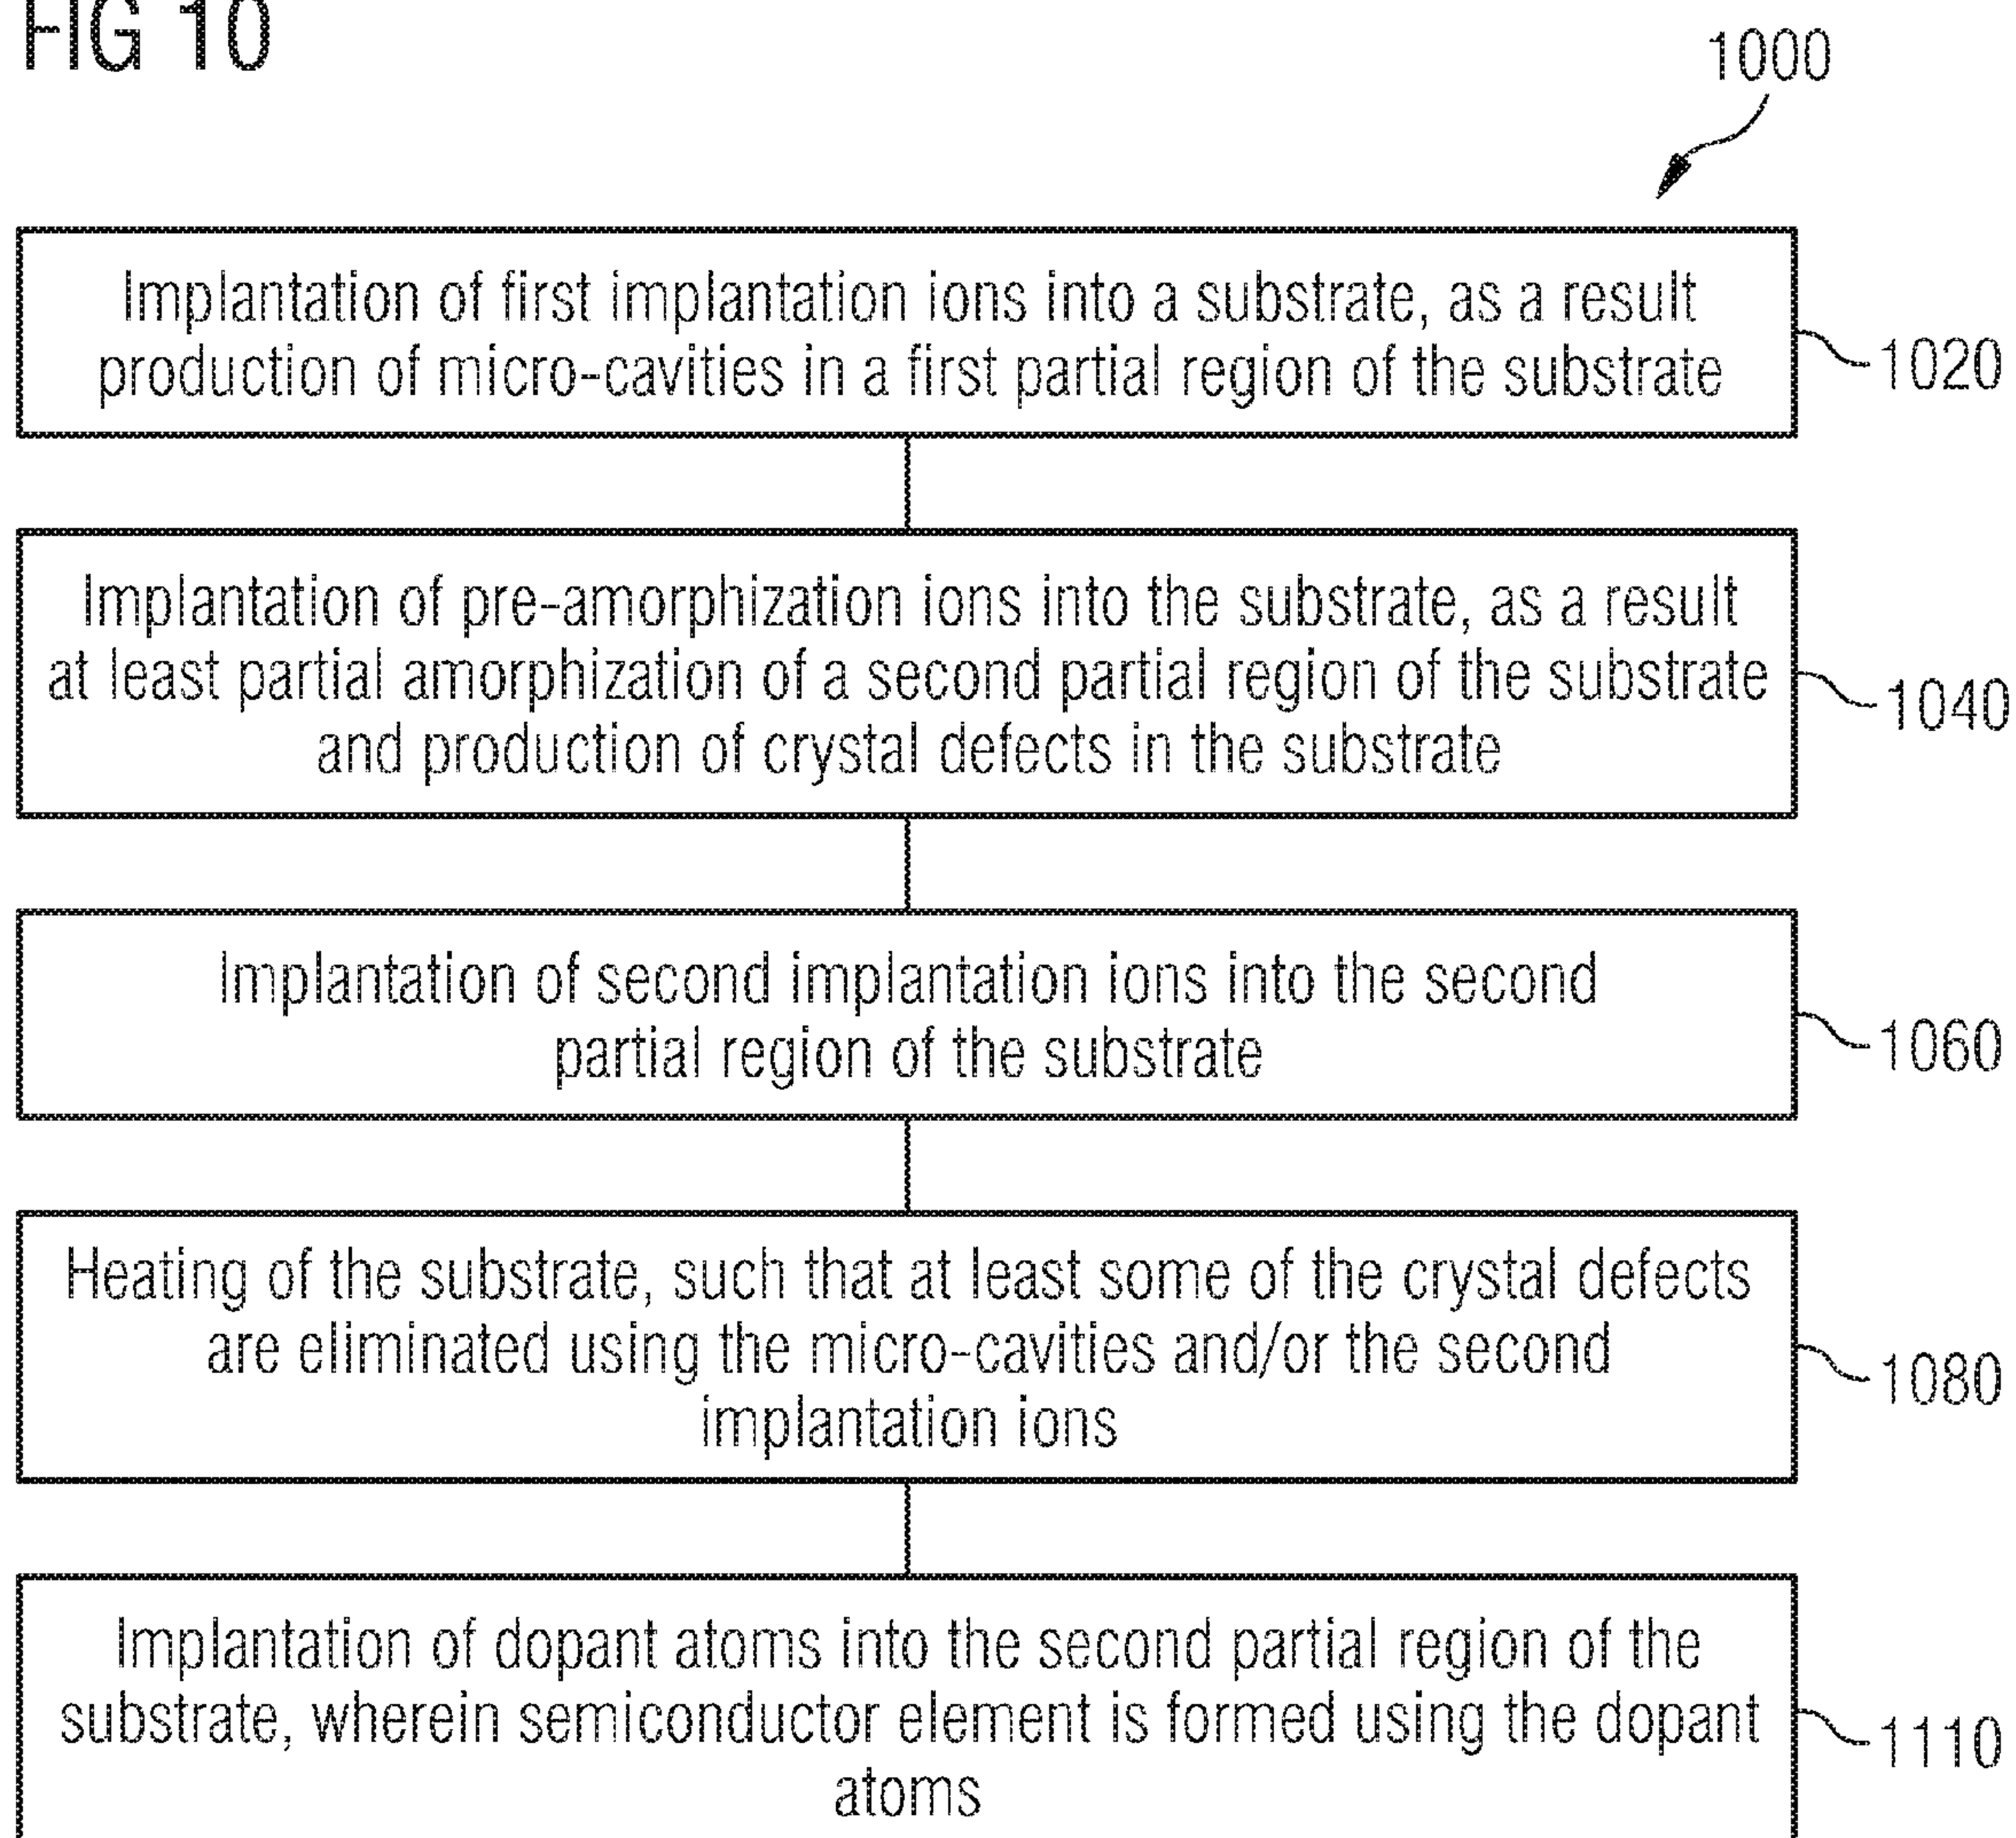 FIG 10
1000
Implantation of first implantation ions into a substrate, as a result
production of micro-cavities in a first partial region of the substrate
1020
Implantation of pre-amorphization ions into the substrate, as a result
at least partial amorphization of a second partial region of the substrate
and production of crystal defects in the substrate
1040
Implantation of second implantation ions into the second
partial region of the substrate
1060
Heating of the substrate, such that at least some of the crystal defects
are eliminated using the micro-cavities and/or the second
implantation ions
1080
Implantation of dopant atoms into the second partial region of the
substrate, wherein semiconductor element is formed using the dopant
atoms
1110